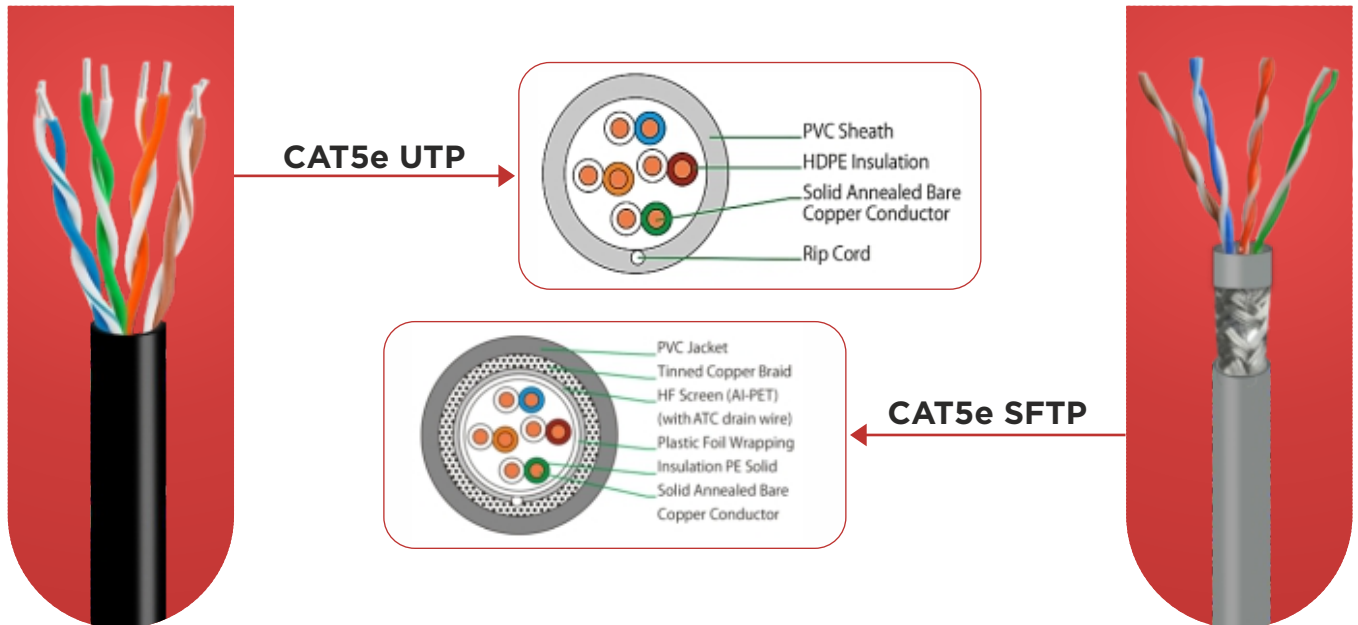 CAT5e UTP
PVC Sheath
HDPE Insulation
Solid Annealed Bare
Copper Conductor
Rip Cord
PVC Jacket
Tinned Copper Braid
HF Screen (AI-PET)
(with ATC drain wire)
Plastic Foil Wrapping
Insulation PE Solid
Solid Annealed Bare
Copper Conductor
CAT5e SFTP